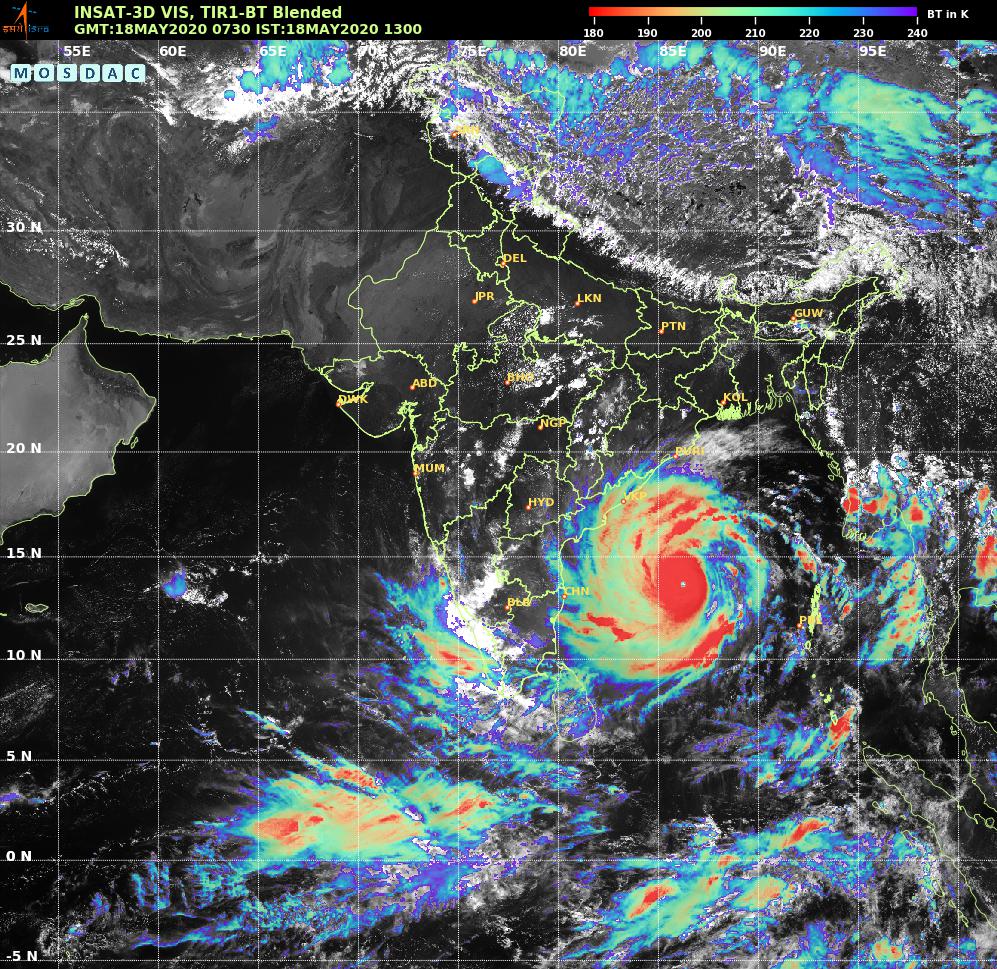 INSAT-3D VIS, TIR1-BT Blended
GMT:18MAY2020 0730 IST:18MAY2020 1300
BT in K
180 190 200 210 220 230 240
55E 60E 65E 70E 75E 80E 85E 90E 95E
MOSDAC
30 N
DEL
JPR LKN
GUW
PTN
25 N
BHO
ABD
DWK KOL
NGP
20 N
PURI
MUM
HYD VKP
15 N
CHN
BLR
PBL
10 N
5 N
0 N
-5 N